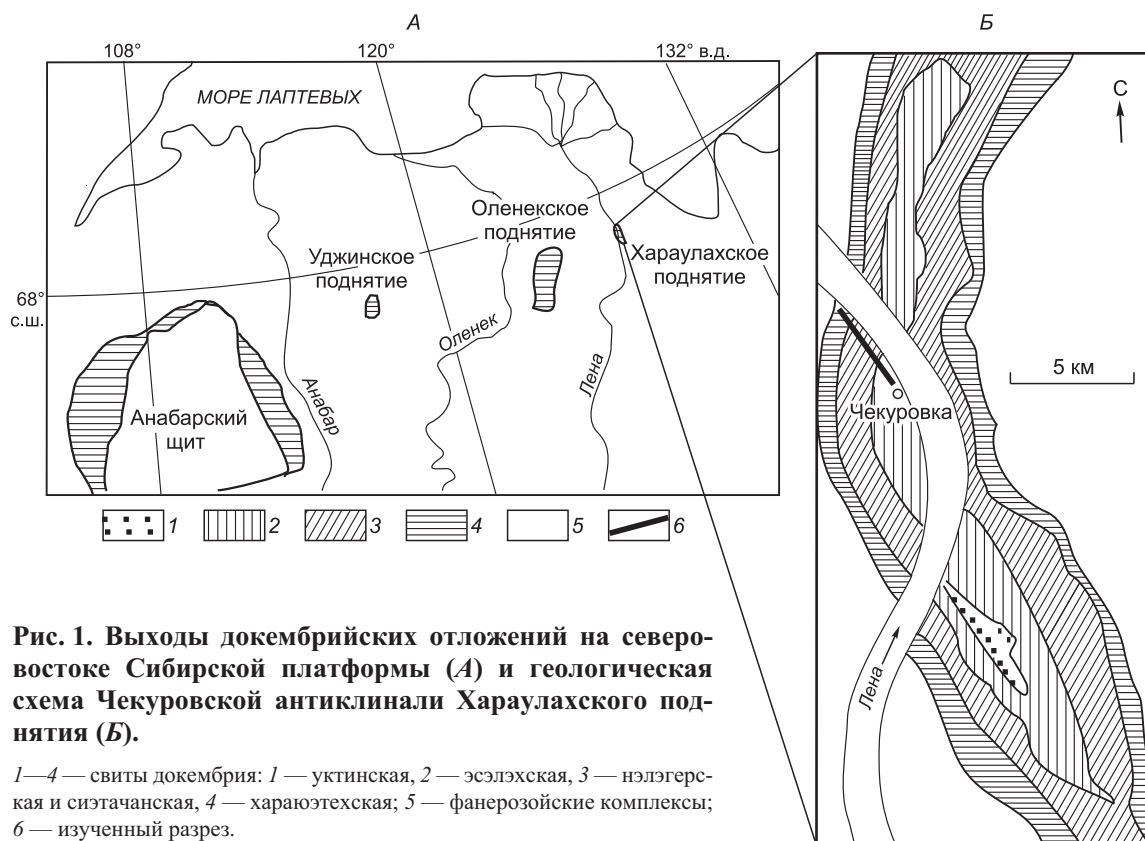 А
Б
108°
120°
132° в.д.
МОРЕ ЛАПТЕВЫХ
С
Оленекское
поднятие
Уджинское
поднятие
Хараулахское
поднятие
68°
с.ш.
Оленек
Лена
Анабар
Анабарский
щит
5 км
Чекуровка
Лена
1 2 3 4 5 6
Рис. 1. Выходы докембрийских отложений на северо-
востоке Сибирской платформы (А) и геологическая
схема Чекуровской антиклинали Хараулахского под-
нятия (Б).
1—4 — свиты докембрия: 1 — уктинская, 2 — эсэлэхская, 3 — нэлэгерс-
кая и сиэтачанская, 4 — хараюэтехская; 5 — фанерозойские комплексы;
6 — изученный разрез.